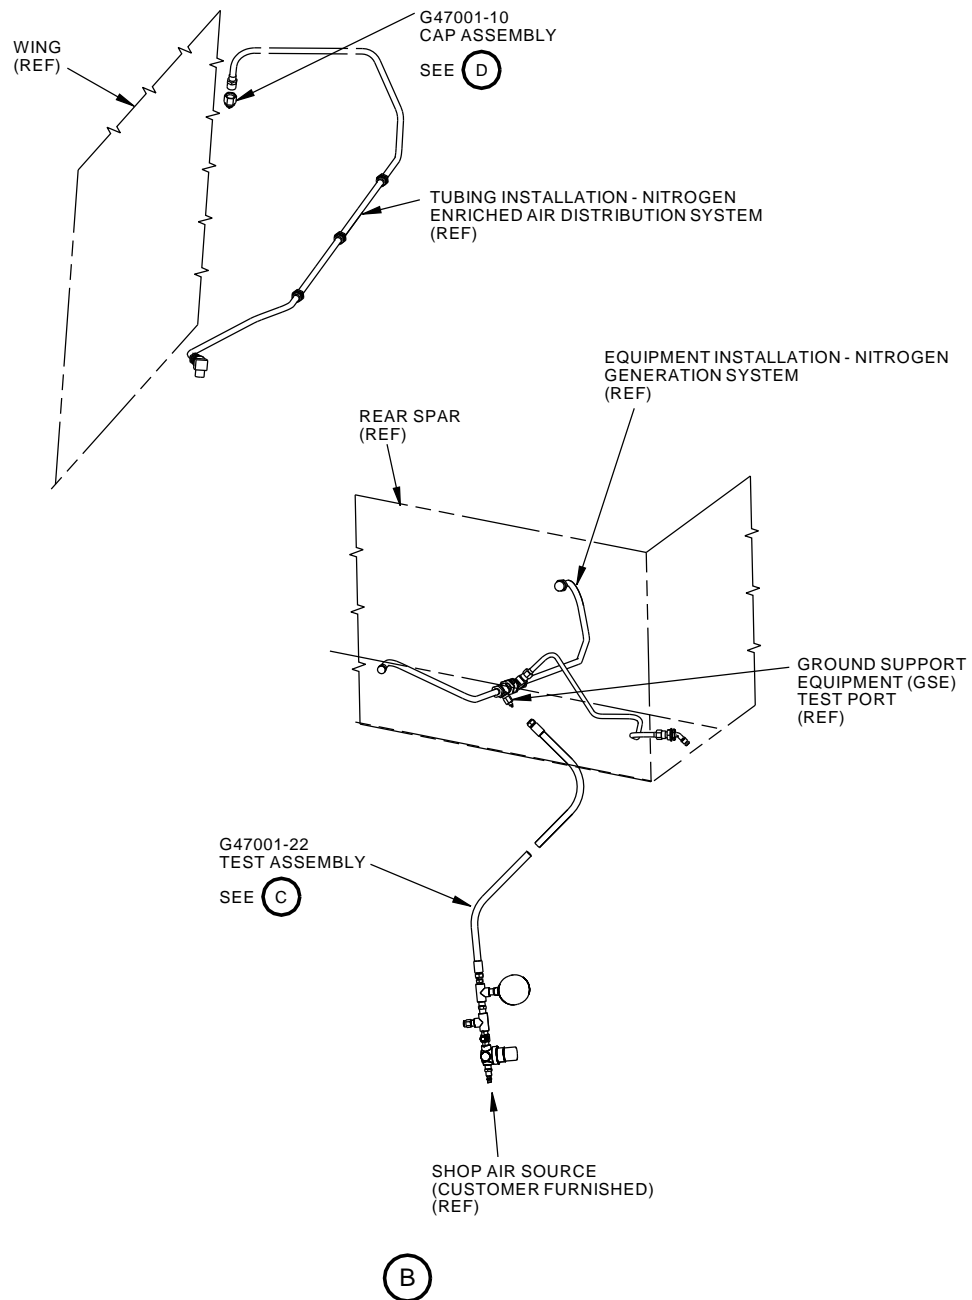 G47001-10
CAP ASSEMBLY
SEE D
WING
(REF)
TUBING INSTALLATION - NITROGEN
ENRICHED AIR DISTRIBUTION SYSTEM
(REF)
EQUIPMENT INSTALLATION - NITROGEN
GENERATION SYSTEM
(REF)
REAR SPAR
(REF)
GROUND SUPPORT
EQUIPMENT (GSE)
TEST PORT
(REF)
G47001-22
TEST ASSEMBLY
SEE C
SHOP AIR SOURCE
(CUSTOMER FURNISHED)
(REF)
B